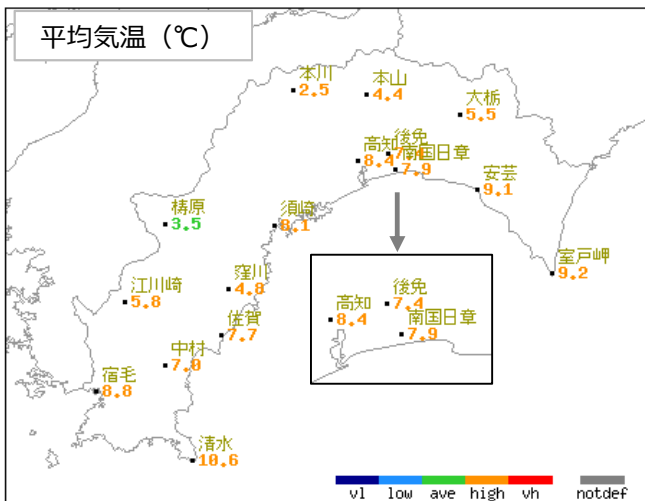 平均気温（℃）
本川
2.5
本山
4.4
大栃
5.5
高知
8.4
後免
7.4
南国日章
7.9
安芸
9.1
室戸岬
9.2
梼原
3.5
須崎
8.1
江川崎
5.8
窪川
4.8
佐賀
7.7
中村
7.0
宿毛
8.8
清水
10.6
後免
7.4
高知
8.4
南国日章
7.9
vl low ave high vh notdef